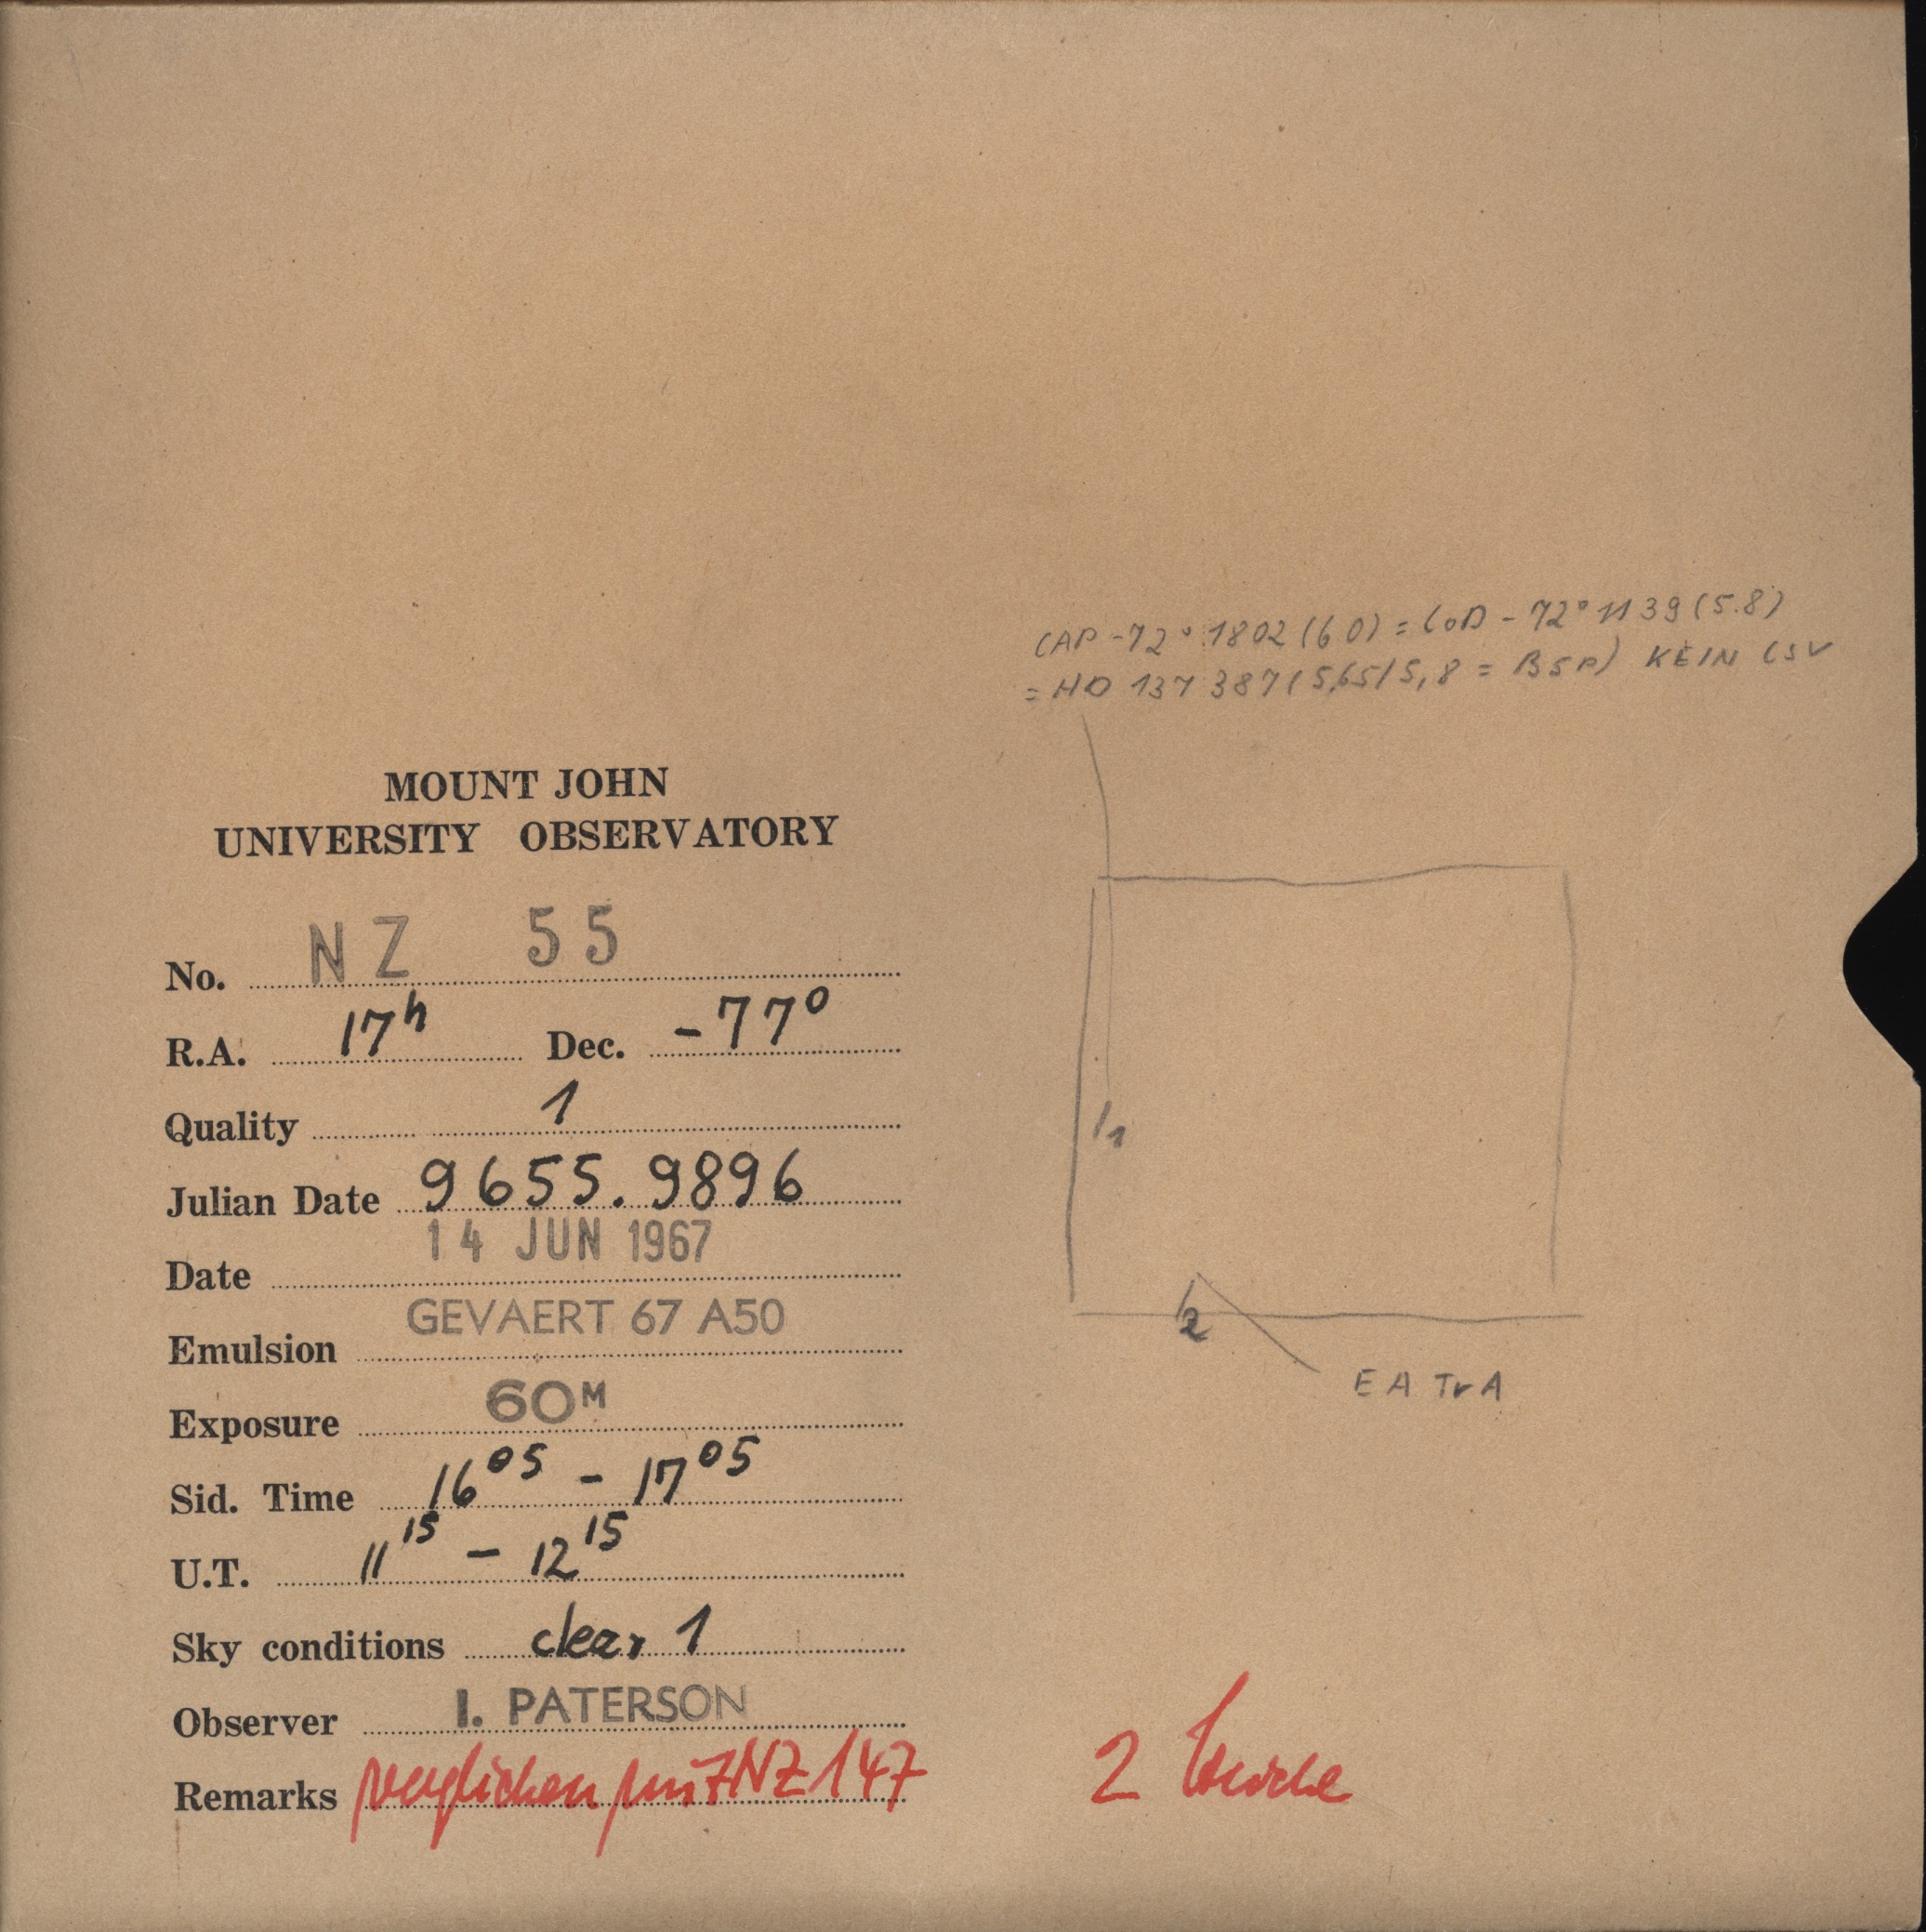 CAP -72° 1802 (6 0) = CoD - 72° 1139 (5.8)
= HD 137 387 (5,65/5,8 = B5p) KEIN CSV
MOUNT JOHN
UNIVERSITY OBSERVATORY
No. NZ 55
R.A. 17h Dec. -77°
Quality 1
Julian Date 9655.9896
Date 14 JUN 1967
Emulsion GEVAERT 67 A50
Exposure 60M
Sid. Time 16 05 - 17 05
U.T. 11 15 - 12 15
Sky conditions clear 1
Observer I. PATERSON
Remarks verglichen mit NZ 147
1
2
EA TrA
2